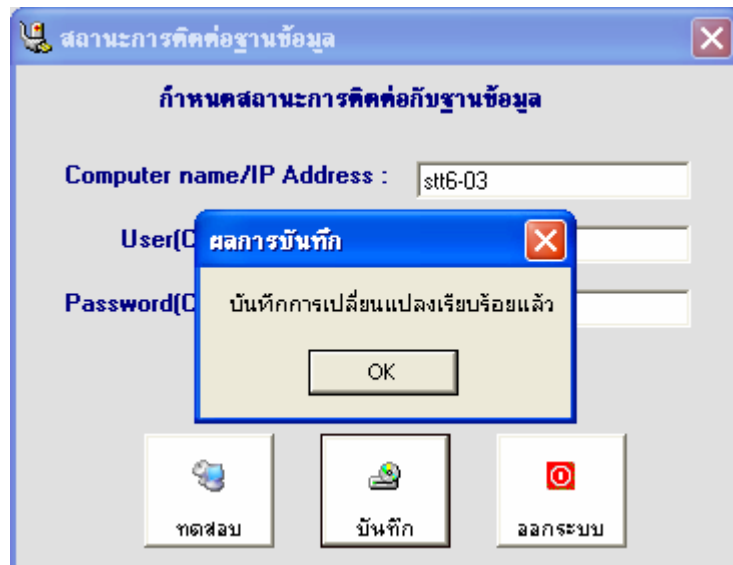 สถานะการติดต่อฐานข้อมูล
กำหนดสถานะการติดต่อกับฐานข้อมูล
Computer name/IP Address : stt6-03
User(C
Password(C
ผลการบันทึก
บันทึกการเปลี่ยนแปลงเรียบร้อยแล้ว
OK
ทดสอบ
บันทึก
ออกระบบ